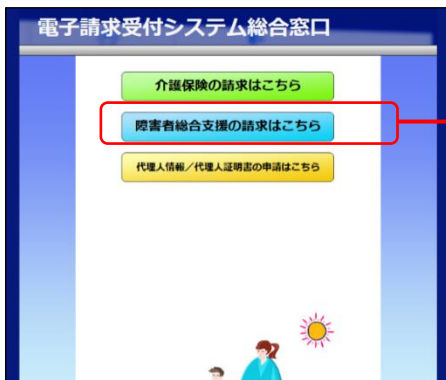 電子請求受付システム総合窓口
介護保険の請求はこちら
障害者総合支援の請求はこちら
代理人情報／代理人証明書の申請はこちら